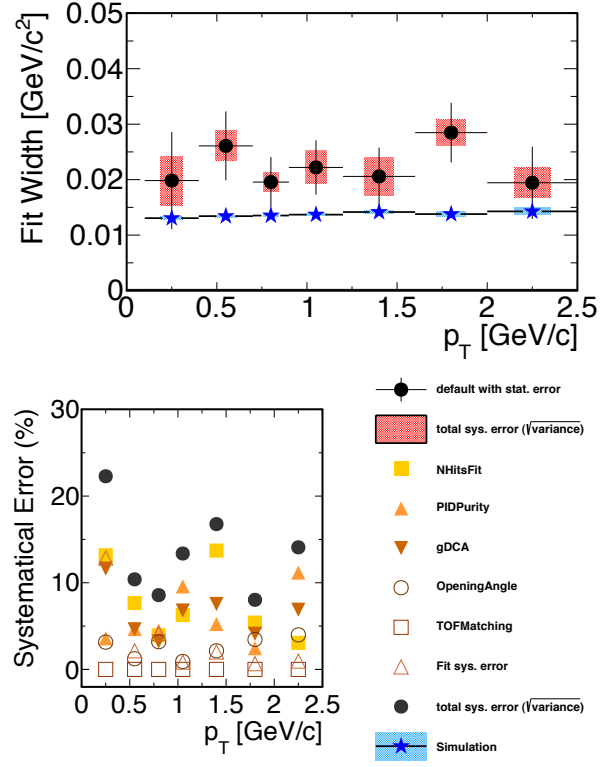 0.05
0.04
0.03
0.02
0.01
0
Fit Width [GeV/c²]
0 0.5 1 1.5 2 2.5
p_T [GeV/c]
30
20
10
0
Systematical Error (%)
0 0.5 1 1.5 2 2.5
p_T [GeV/c]
default with stat. error
total sys. error (√variance)
NHitsFit
PIDPurity
gDCA
OpeningAngle
TOFMatching
Fit sys. error
total sys. error (√variance)
Simulation